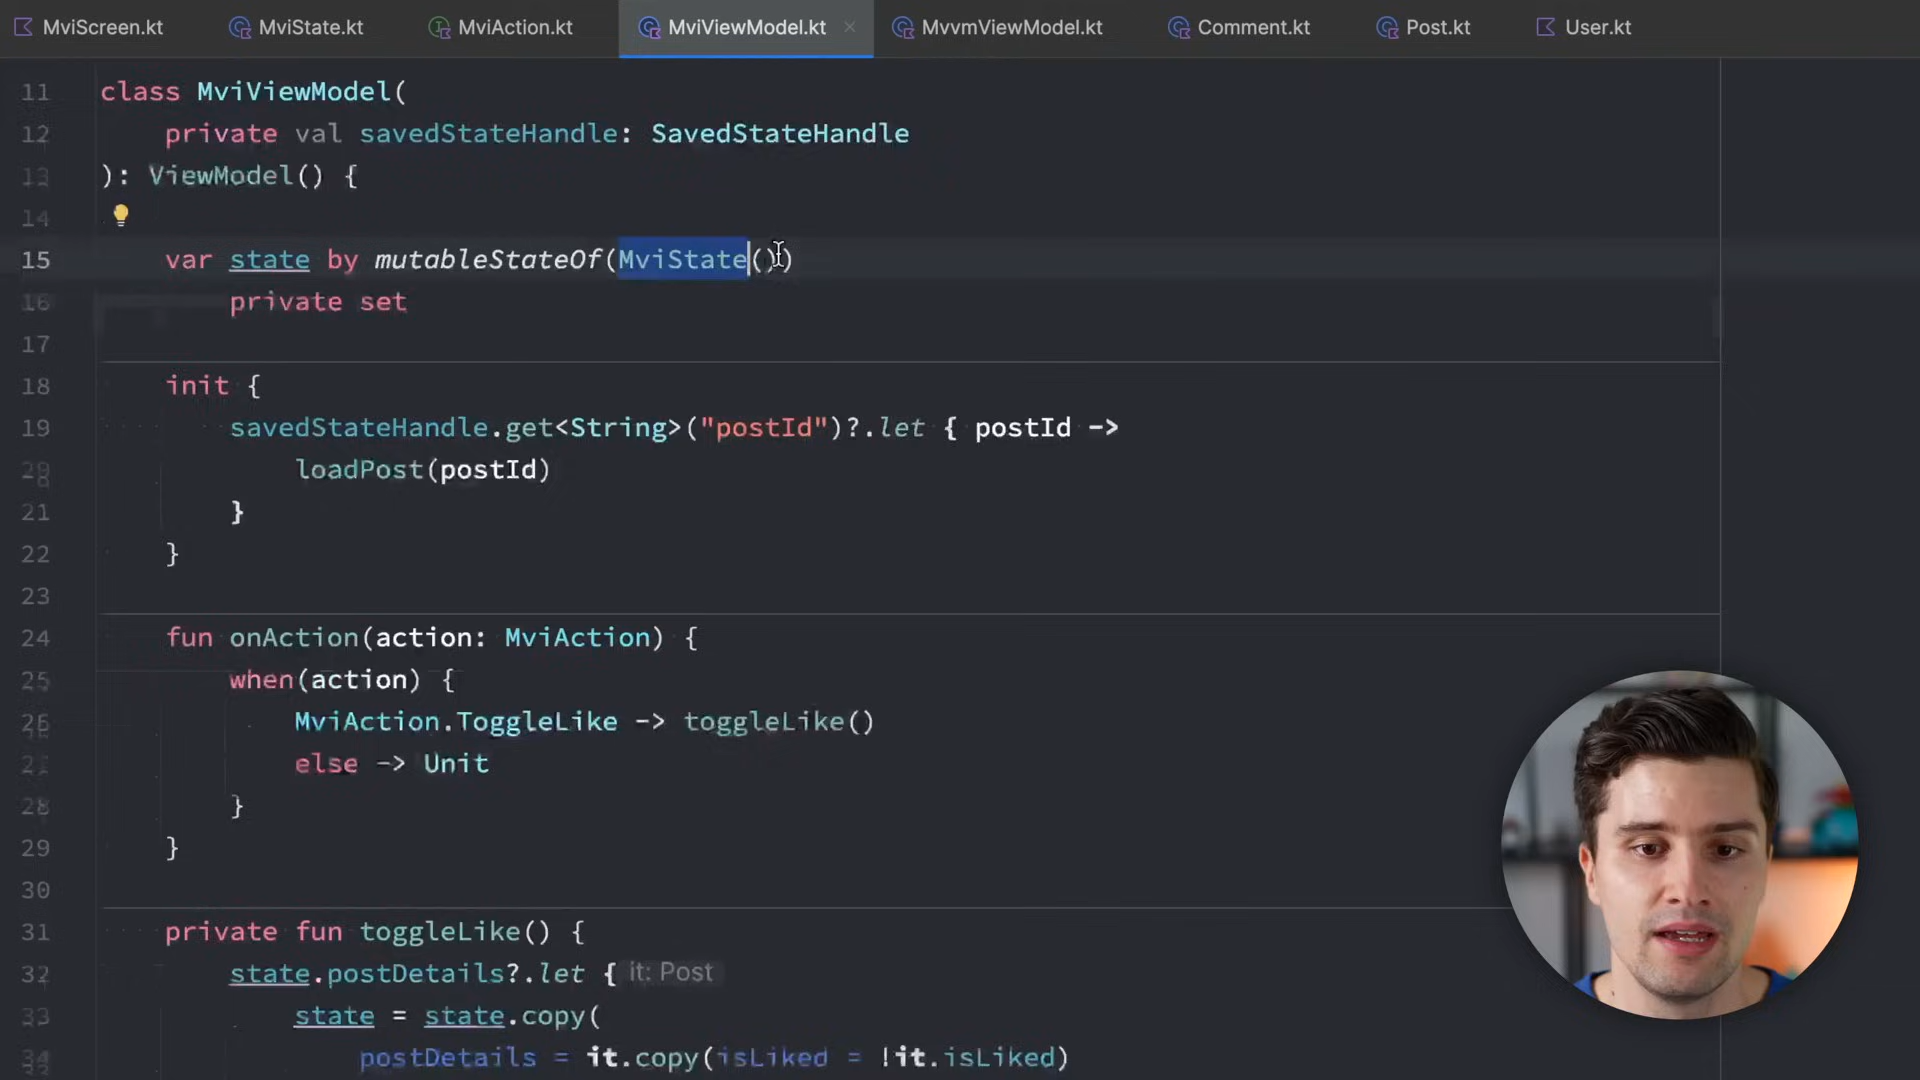 MviScreen.kt MviState.kt MviAction.kt MviViewModel.kt MvvmViewModel.kt Comment.kt Post.kt User.kt
11 class MviViewModel(
12 private val savedStateHandle: SavedStateHandle
13 ): ViewModel() {
14
15 var state by mutableStateOf(MviState())
16 private set
17
18 init {
19 savedStateHandle.get<String>("postId")?.let { postId ->
20 loadPost(postId)
21 }
22 }
23
24 fun onAction(action: MviAction) {
25 when(action) {
26 MviAction.ToggleLike -> toggleLike()
27 else -> Unit
28 }
29 }
30
31 private fun toggleLike() {
32 state.postDetails?.let { it: Post
33 state = state.copy(
34 postDetails = it.copy(isLiked = !it.isLiked)